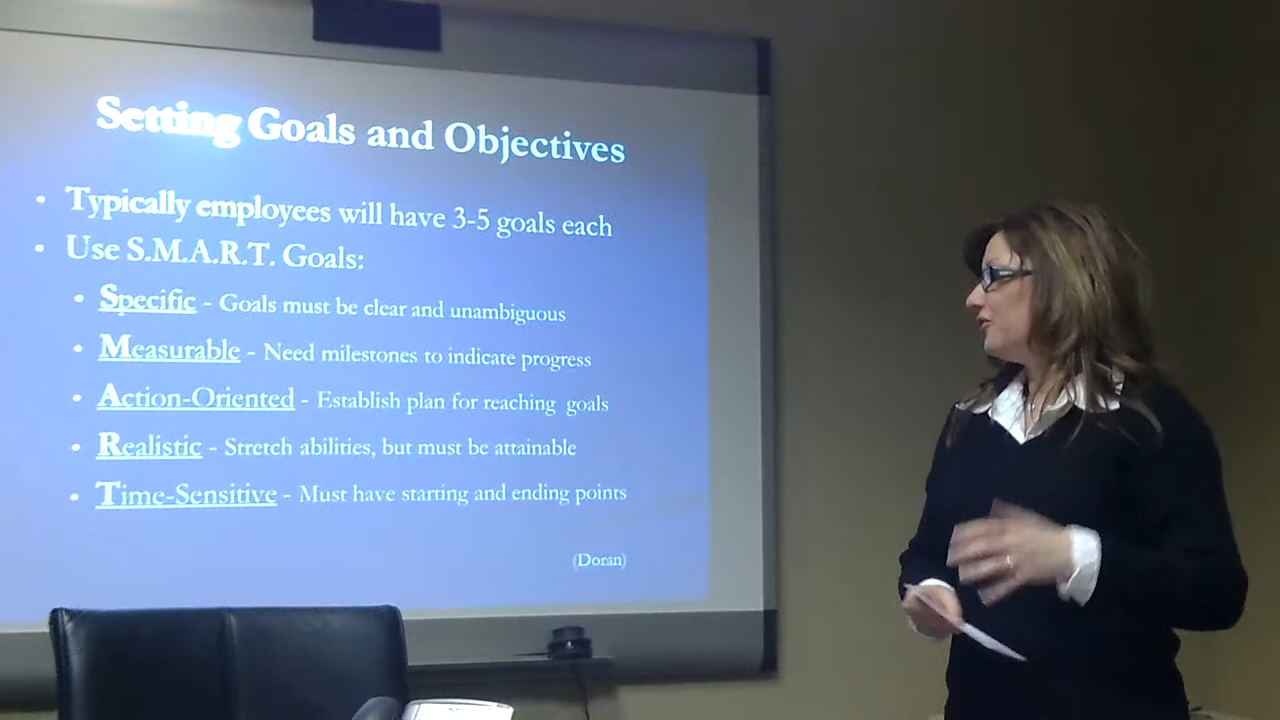 Setting Goals and Objectives
• Typically employees will have 3-5 goals each
• Use S.M.A.R.T. Goals:
• Specific - Goals must be clear and unambiguous
• Measurable - Need milestones to indicate progress
• Action-Oriented - Establish plan for reaching goals
• Realistic - Stretch abilities, but must be attainable
• Time-Sensitive - Must have starting and ending points
(Doran)